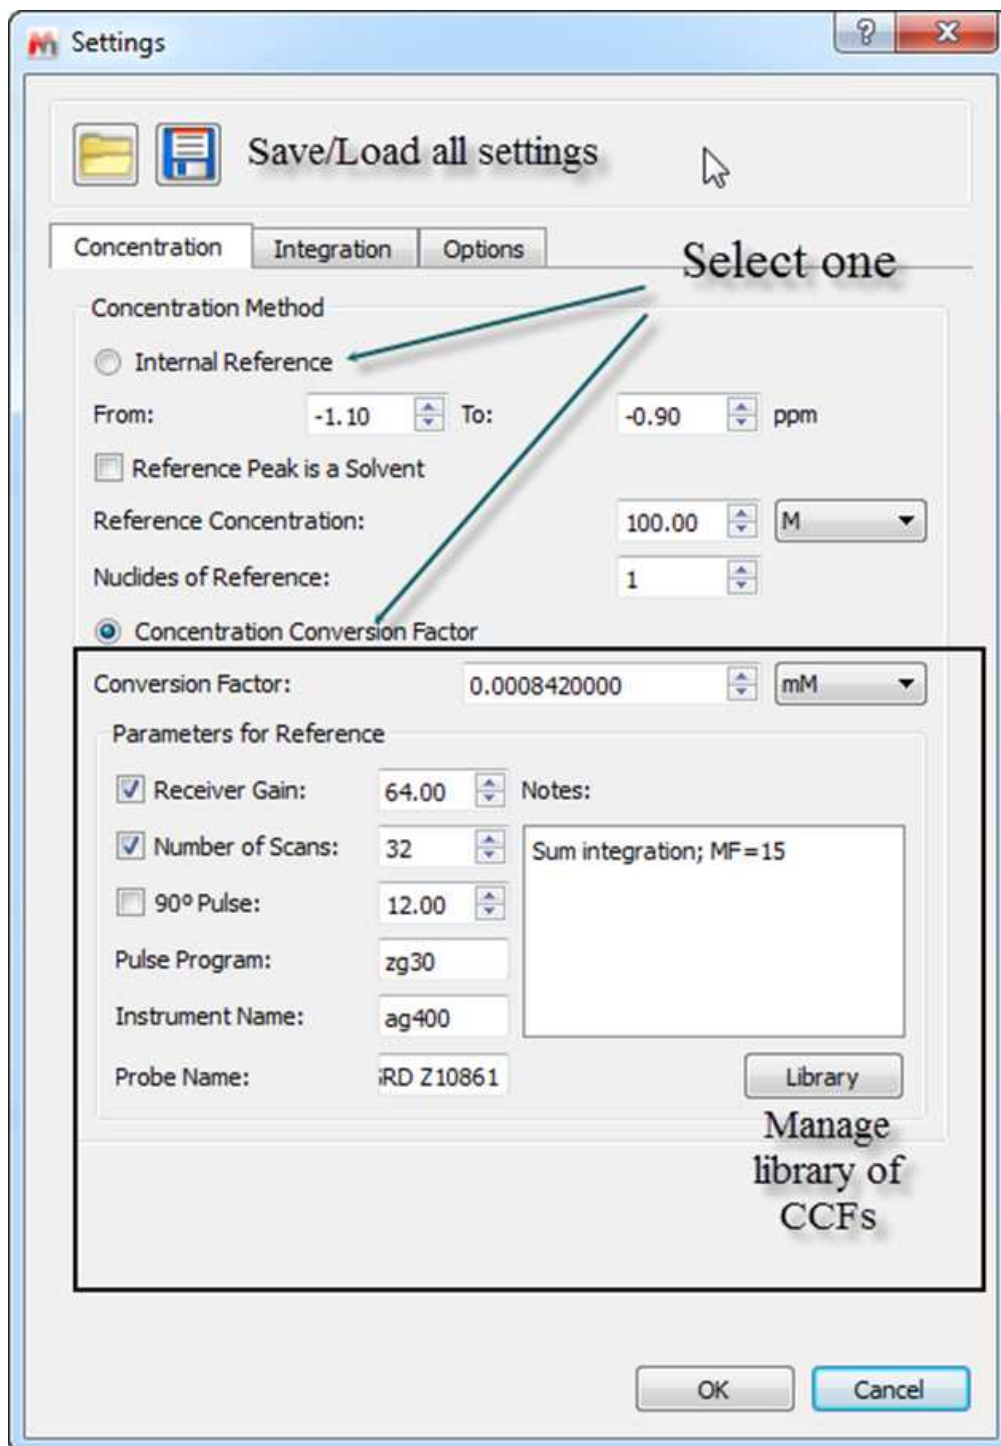 Settings
Save/Load all settings
Concentration Integration Options
Select one
Concentration Method
Internal Reference
From: -1.10 To: -0.90 ppm
Reference Peak is a Solvent
Reference Concentration: 100.00 M
Nuclides of Reference: 1
Concentration Conversion Factor
Conversion Factor: 0.0008420000 mM
Parameters for Reference
Receiver Gain: 64.00 Notes:
Number of Scans: 32 Sum integration; MF=15
90º Pulse: 12.00
Pulse Program: zg30
Instrument Name: ag400
Probe Name: RD Z10861 Library
Manage
library of
CCFs
OK Cancel